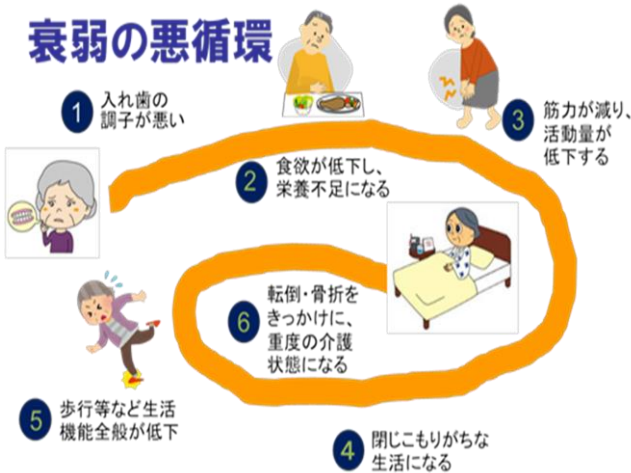 衰弱の悪循環
1
入れ歯の
調子が悪い
2
食欲が低下し、
栄養不足になる
3
筋力が減り、
活動量が
低下する
4
閉じこもりがちな
生活になる
5
歩行等など生活
機能全般が低下
6
転倒・骨折を
きっかけに、
重度の介護
状態になる